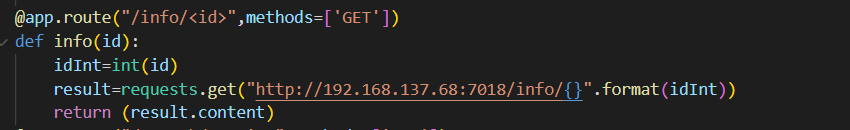 @app.route("/info/<id>",methods=['GET'])
def info(id):
    idInt=int(id)
    result=requests.get("http://192.168.137.68:7018/info/{}".format(idInt))
    return (result.content)